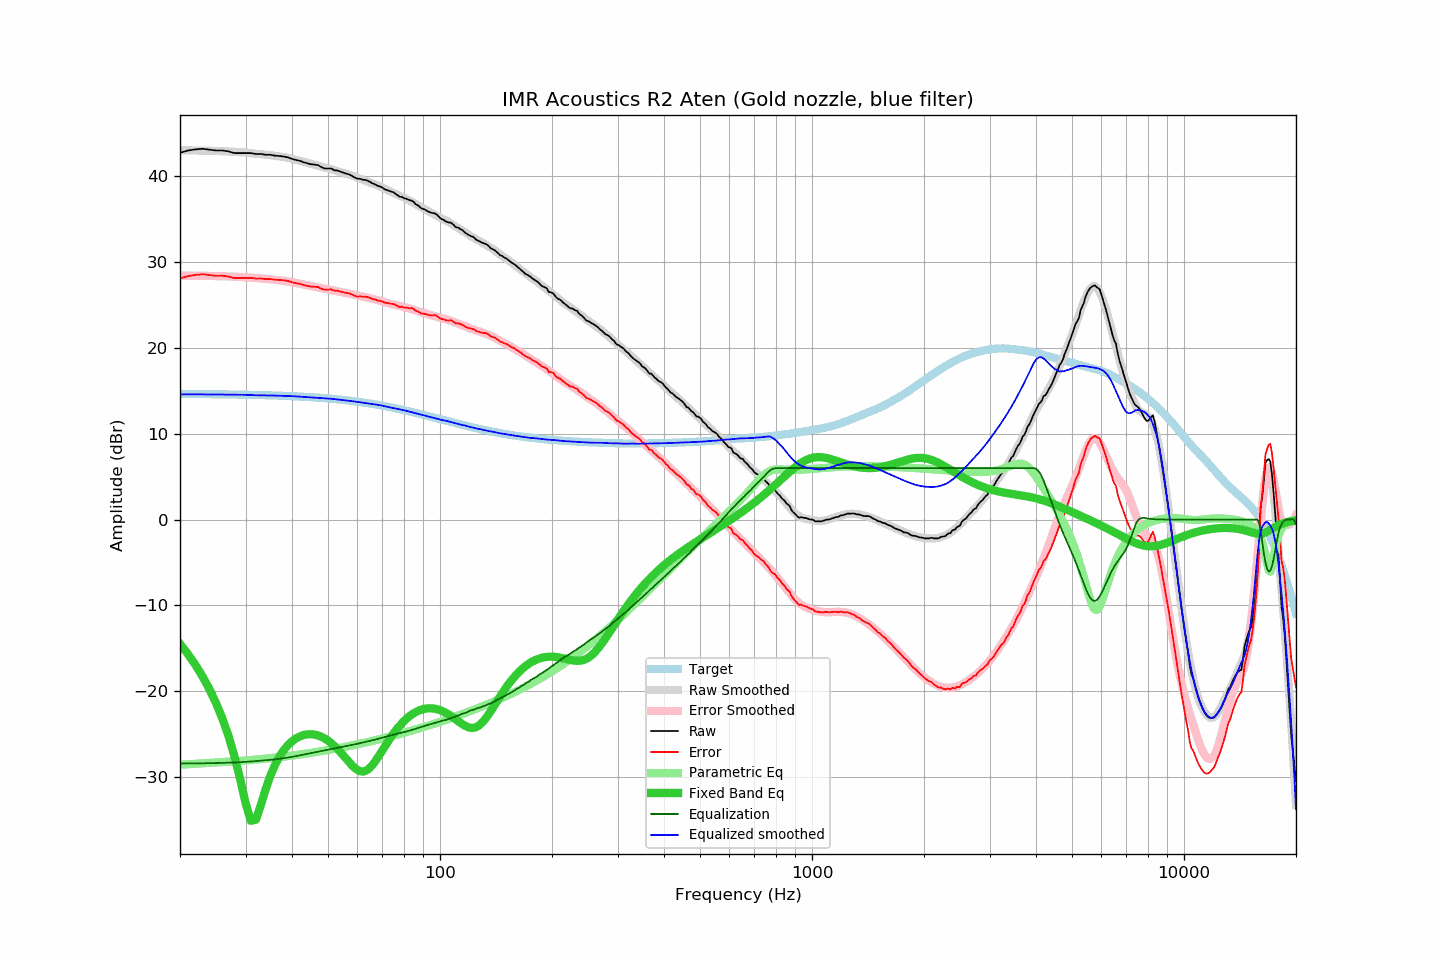 IMR Acoustics R2 Aten (Gold nozzle, blue filter)
Amplitude (dBr)
40
30
20
10
0
−10
−20
−30
Target
Raw Smoothed
Error Smoothed
Raw
Error
Parametric Eq
Fixed Band Eq
Equalization
Equalized smoothed
100 1000 10000
Frequency (Hz)